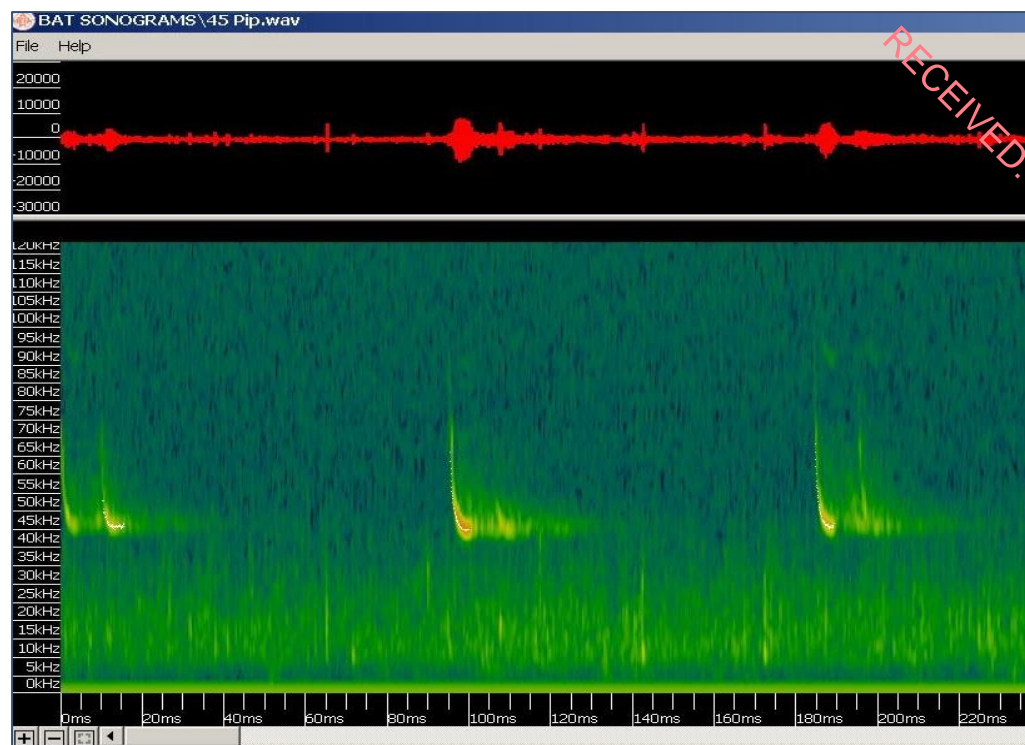 BAT SONOGRAMS\45 Pip.wav
File Help
RECEIVED.
20000
10000
0
-10000
-20000
-30000
120kHz
115kHz
110kHz
105kHz
100kHz
95kHz
90kHz
85kHz
80kHz
75kHz
70kHz
65kHz
60kHz
55kHz
50kHz
45kHz
40kHz
35kHz
30kHz
25kHz
20kHz
15kHz
10kHz
5kHz
0kHz
0ms 20ms 40ms 60ms 80ms 100ms 120ms 140ms 160ms 180ms 200ms 220ms